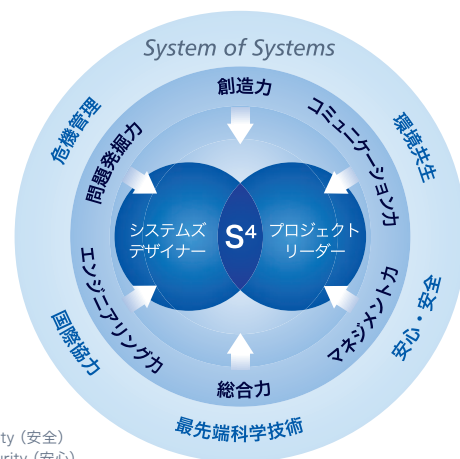 System of Systems
創造力
コミュニケーション力
環境共生
危機管理
問題発掘力
システムズ
デザイナー
S⁴
プロジェクト
リーダー
エンジニアリング力
マネジメント力
安心・安全
国際協力
総合力
最先端科学技術
ty（安全）
urity（安心）